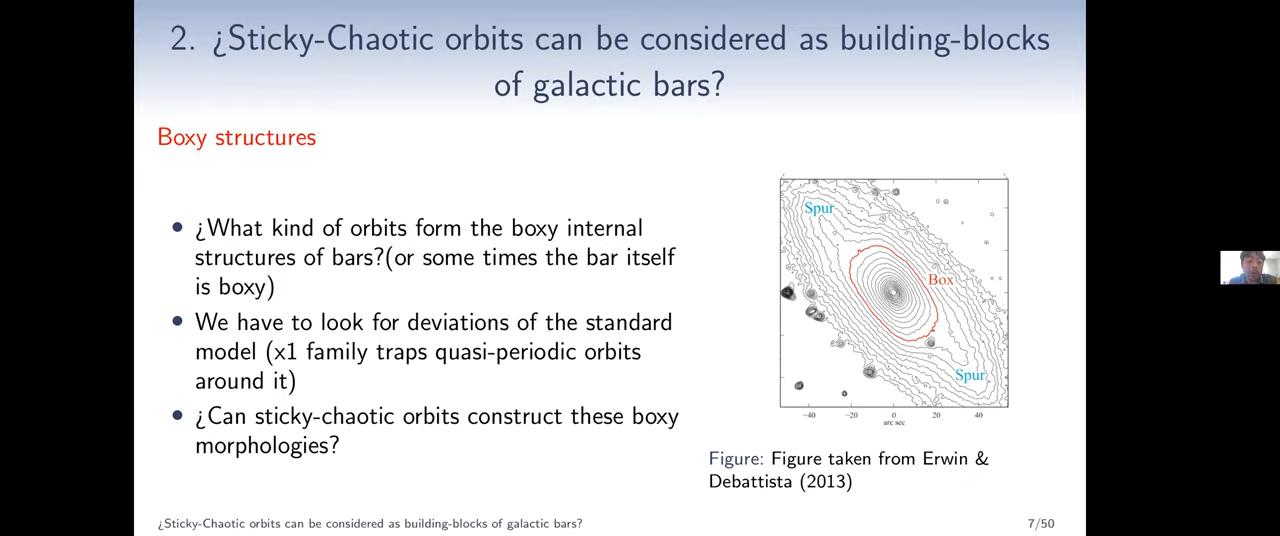 2. ¿Sticky-Chaotic orbits can be considered as building-blocks
of galactic bars?
Boxy structures
• ¿What kind of orbits form the boxy internal
structures of bars?(or some times the bar itself
is boxy)
• We have to look for deviations of the standard
model (x1 family traps quasi-periodic orbits
around it)
• ¿Can sticky-chaotic orbits construct these boxy
morphologies?
Spur
Box
Spur
−40 −20 0 20 40
arc sec
Figure: Figure taken from Erwin &
Debattista (2013)
¿Sticky-Chaotic orbits can be considered as building-blocks of galactic bars?
7/50